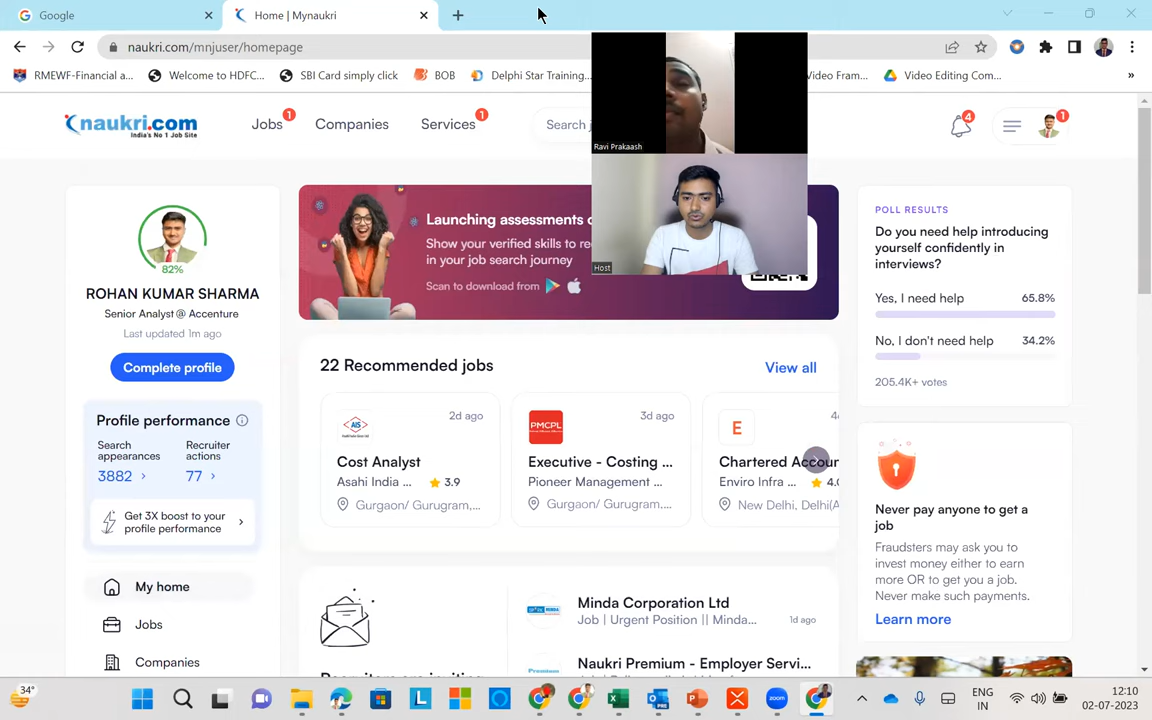 Google
Home | Mynaukri
naukri.com/mnjuser/homepage
RMEWF-Financial a...
Welcome to HDFC...
SBI Card simply click
BOB
Delphi Star Training...
Video Fram...
Video Editing Com...
»
naukri.com
India's No 1 Job Site
Jobs 1
Companies
Services 1
Search j
4
1
Ravi Prakaash
Host
82%
ROHAN KUMAR SHARMA
Senior Analyst @ Accenture
Last updated 1m ago
Complete profile
Profile performance
Search appearances
3882
Recruiter actions
77
Get 3X boost to your
profile performance
My home
Jobs
Companies
Launching assessments
Show your verified skills to re
in your job search journey
Scan to download from
22 Recommended jobs
View all
AIS
2d ago
Cost Analyst
Asahi India ...
3.9
Gurgaon/ Gurugram,...
PMCPL
3d ago
Executive - Costing ...
Pioneer Management ...
Gurgaon/ Gurugram,...
E
Chartered Accoun
Enviro Infra ...
4.
New Delhi, Delhi(A
Minda Corporation Ltd
Job | Urgent Position || Minda...
1d ago
Naukri Premium - Employer Servi...
POLL RESULTS
Do you need help introducing
yourself confidently in
interviews?
Yes, I need help
65.8%
No, I don't need help
34.2%
205.4K+ votes
Never pay anyone to get a
job
Fraudsters may ask you to
invest money either to earn
more OR to get you a job.
Never make such payments.
Learn more
34°
L
zoom
ENG
IN
12:10
02-07-2023